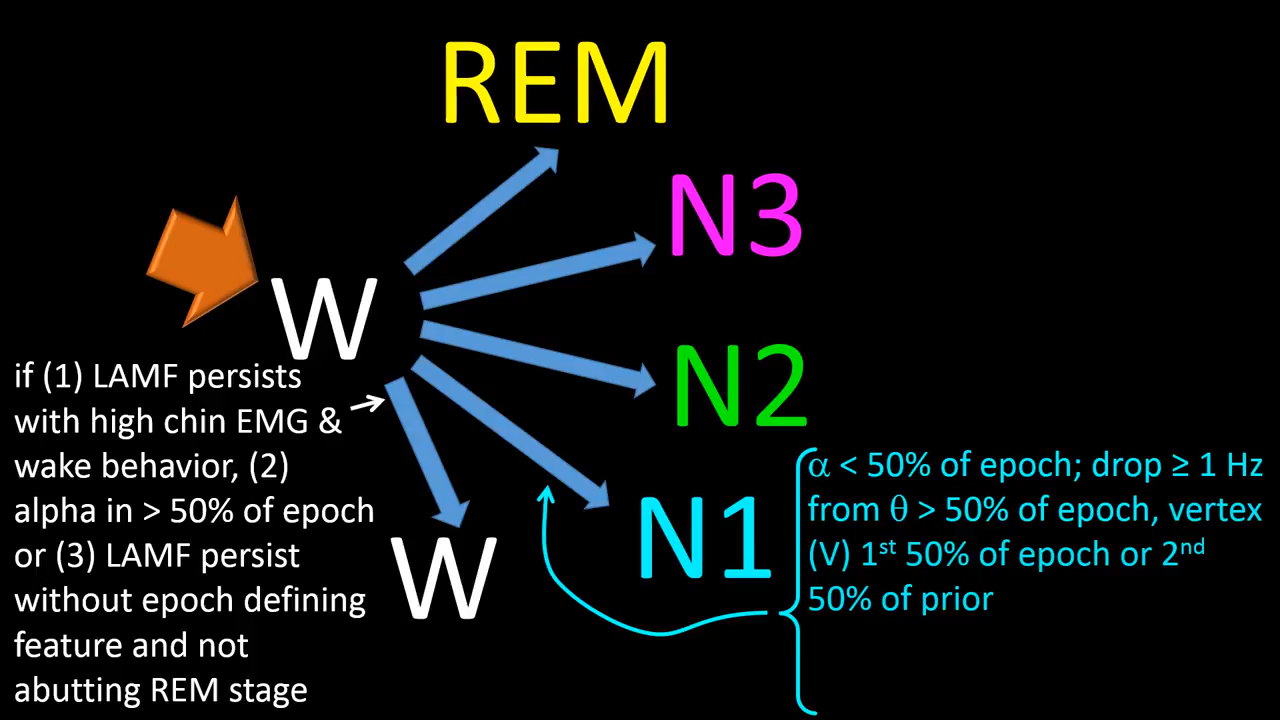 REM
N3
W
if (1) LAMF persists
with high chin EMG &
wake behavior, (2)
alpha in > 50% of epoch
or (3) LAMF persist
without epoch defining
feature and not
abutting REM stage
N2
W
N1
α < 50% of epoch; drop ≥ 1 Hz
from θ > 50% of epoch, vertex
(V) 1st 50% of epoch or 2nd
50% of prior